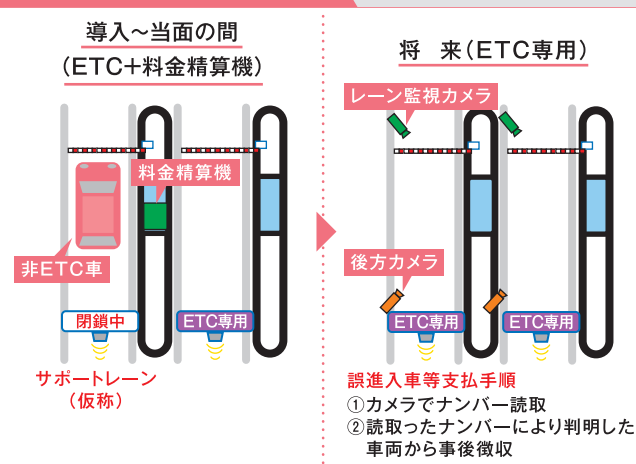 導入～当面の間
(ETC+料金精算機)
料金精算機
非ETC車
閉鎖中
ETC専用
サポートレーン
(仮称)
将 来(ETC専用)
レーン監視カメラ
後方カメラ
ETC専用
ETC専用
誤進入車等支払手順
①カメラでナンバー読取
②読取ったナンバーにより判明した
車両から事後徴収